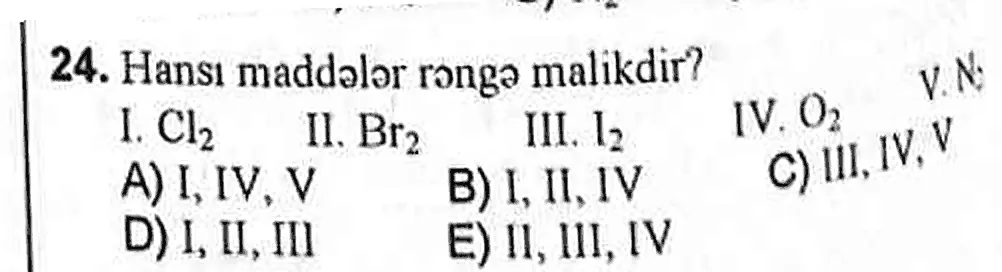 24. Hansı maddələr rəngə malikdir?
I. Cl₂ II. Br₂ III. I₂ IV. O₂ V. N₂
A) I, IV, V B) I, II, IV C) III, IV, V
D) I, II, III E) II, III, IV